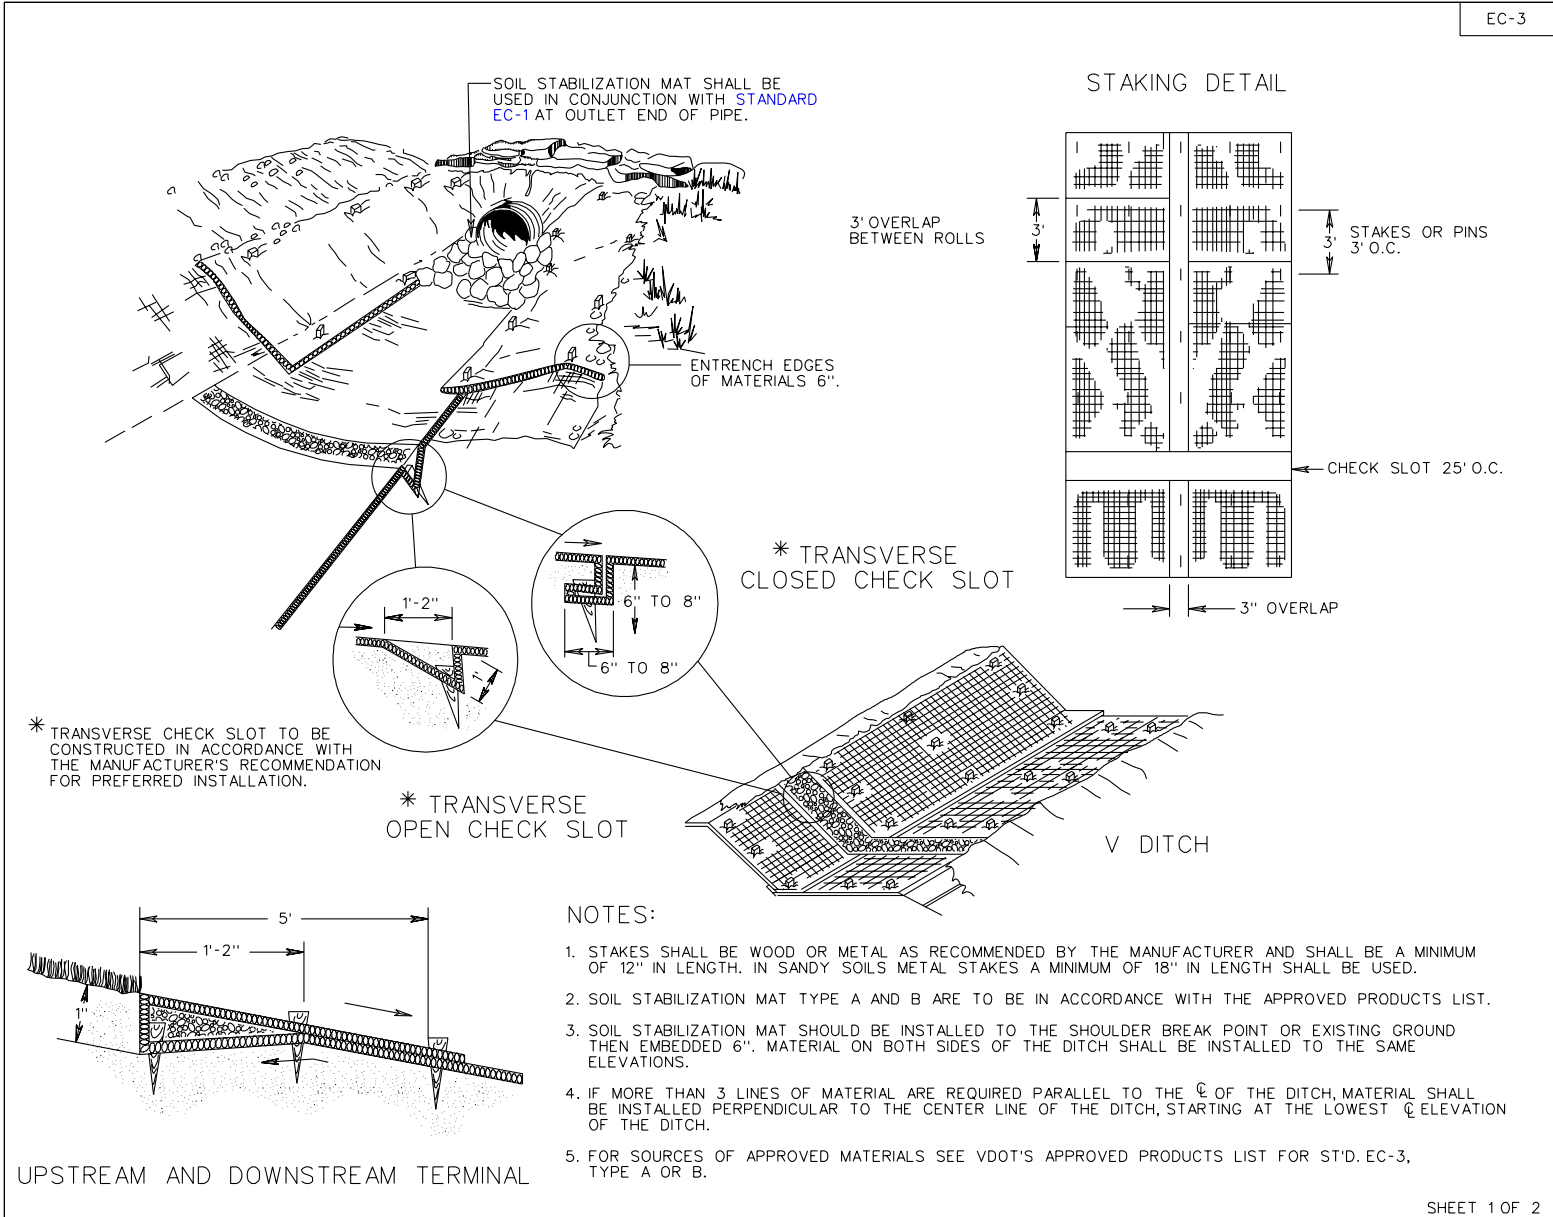 EC-3
SOIL STABILIZATION MAT SHALL BE
USED IN CONJUNCTION WITH STANDARD
EC-1 AT OUTLET END OF PIPE.
STAKING DETAIL
3' OVERLAP
BETWEEN ROLLS
3'
3'
STAKES OR PINS
3' O.C.
ENTRENCH EDGES
OF MATERIALS 6".
CHECK SLOT 25' O.C.
3" OVERLAP
* TRANSVERSE
CLOSED CHECK SLOT
6" TO 8"
6" TO 8"
1'-2"
1'
* TRANSVERSE CHECK SLOT TO BE
CONSTRUCTED IN ACCORDANCE WITH
THE MANUFACTURER'S RECOMMENDATION
FOR PREFERRED INSTALLATION.
* TRANSVERSE
OPEN CHECK SLOT
V DITCH
5'
1'-2"
1"
UPSTREAM AND DOWNSTREAM TERMINAL
NOTES:
1. STAKES SHALL BE WOOD OR METAL AS RECOMMENDED BY THE MANUFACTURER AND SHALL BE A MINIMUM
OF 12" IN LENGTH. IN SANDY SOILS METAL STAKES A MINIMUM OF 18" IN LENGTH SHALL BE USED.
2. SOIL STABILIZATION MAT TYPE A AND B ARE TO BE IN ACCORDANCE WITH THE APPROVED PRODUCTS LIST.
3. SOIL STABILIZATION MAT SHOULD BE INSTALLED TO THE SHOULDER BREAK POINT OR EXISTING GROUND
THEN EMBEDDED 6". MATERIAL ON BOTH SIDES OF THE DITCH SHALL BE INSTALLED TO THE SAME
ELEVATIONS.
4. IF MORE THAN 3 LINES OF MATERIAL ARE REQUIRED PARALLEL TO THE ℄ OF THE DITCH, MATERIAL SHALL
BE INSTALLED PERPENDICULAR TO THE CENTER LINE OF THE DITCH, STARTING AT THE LOWEST ℄ ELEVATION
OF THE DITCH.
5. FOR SOURCES OF APPROVED MATERIALS SEE VDOT'S APPROVED PRODUCTS LIST FOR ST'D. EC-3,
TYPE A OR B.
SHEET 1 OF 2